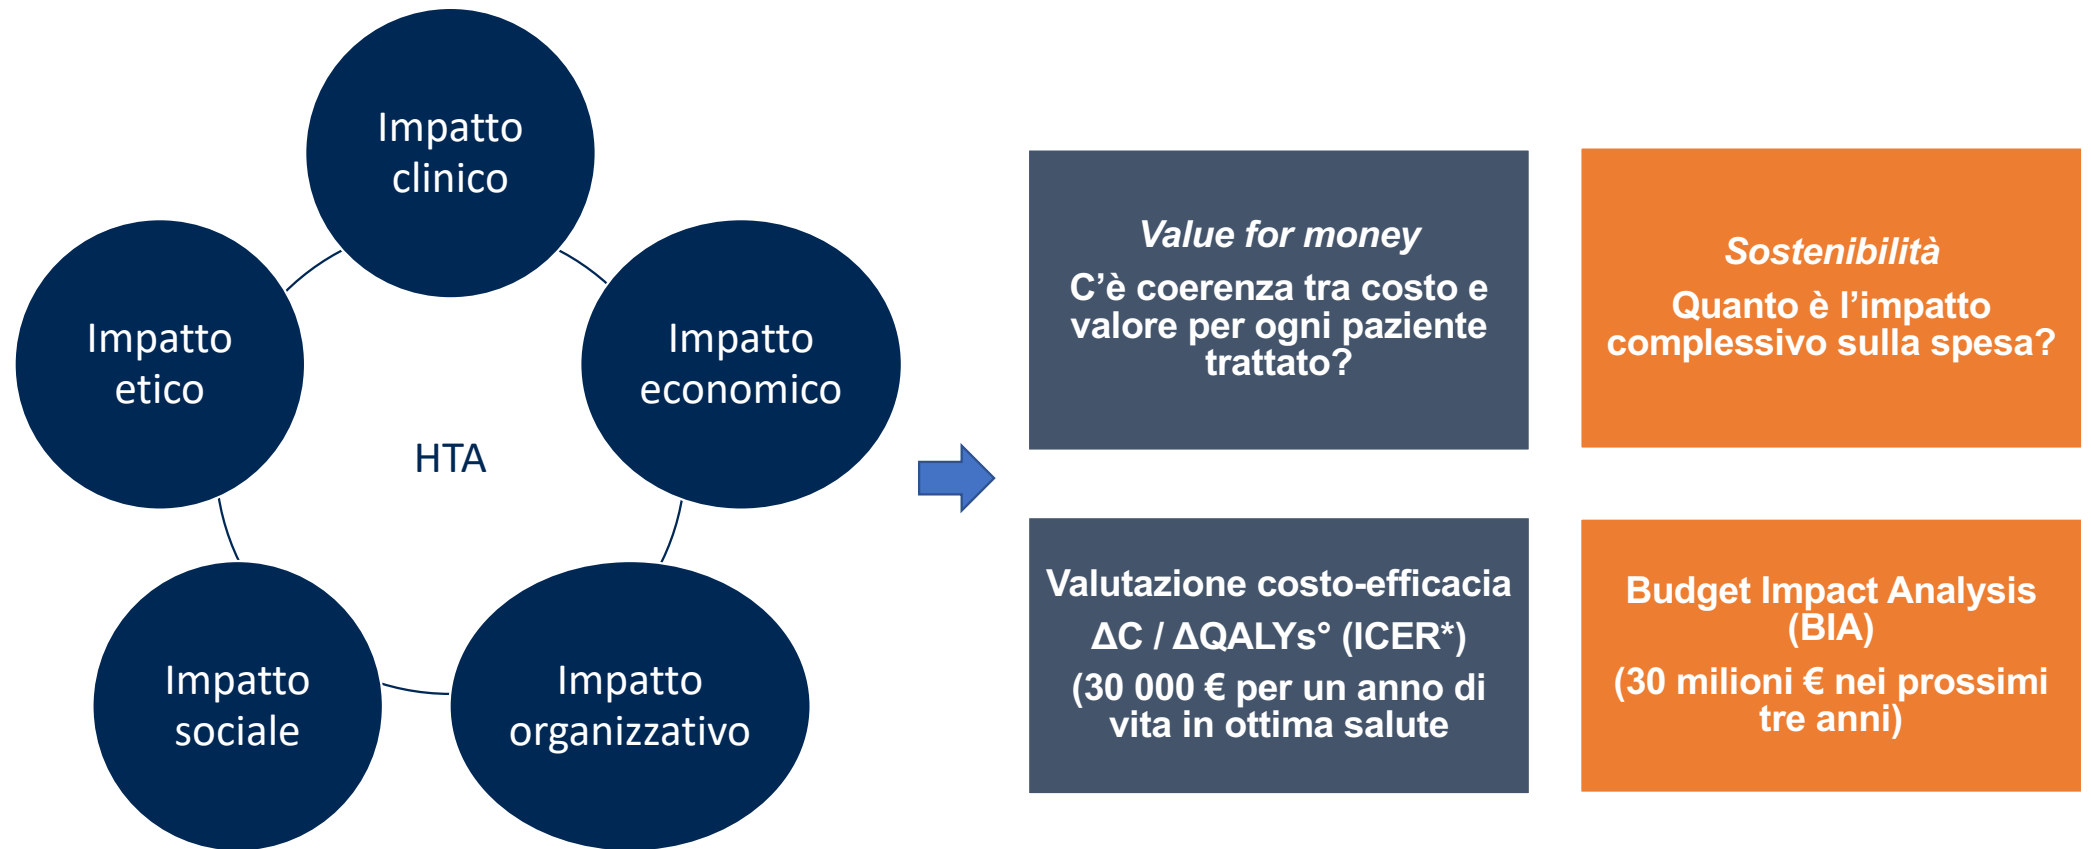 Impatto
clinico
Impatto
etico
Impatto
economico
HTA
Impatto
sociale
Impatto
organizzativo
Value for money
C’è coerenza tra costo e
valore per ogni paziente
trattato?
Sostenibilità
Quanto è l’impatto
complessivo sulla spesa?
Valutazione costo-efficacia
ΔC / ΔQALYs° (ICER*)
(30 000 € per un anno di
vita in ottima salute
Budget Impact Analysis
(BIA)
(30 milioni € nei prossimi
tre anni)